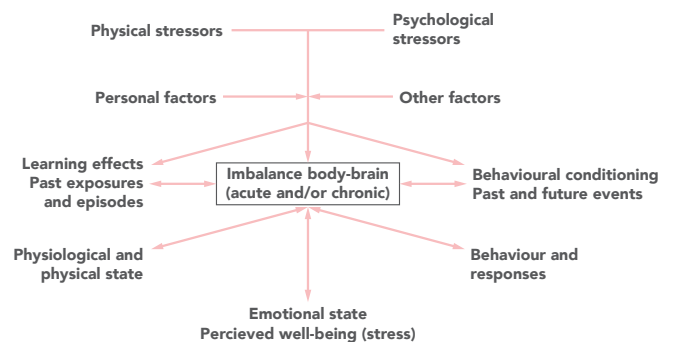 Physical stressors
Psychological
stressors
Personal factors
Other factors
Learning effects
Past exposures
and episodes
Imbalance body-brain
(acute and/or chronic)
Behavioural conditioning
Past and future events
Physiological and
physical state
Behaviour and
responses
Emotional state
Percieved well-being (stress)